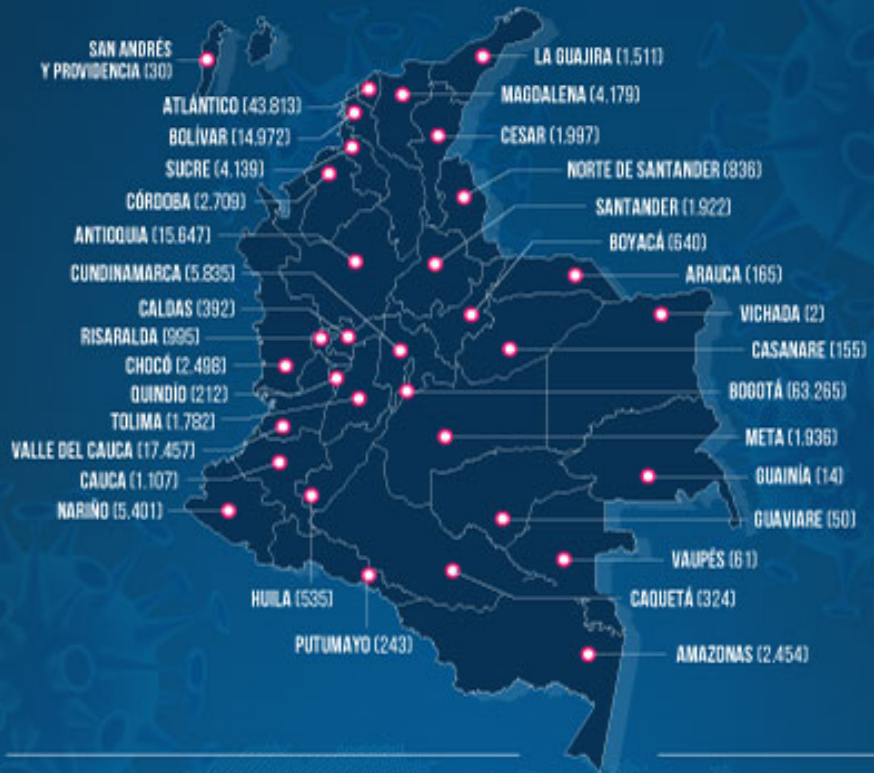 SAN ANDRÉS
Y PROVIDENCIA (30)
ATLÁNTICO (43.813)
BOLÍVAR (14.972)
SUCRE (4.139)
CÓRDOBA (2.709)
ANTIOQUIA (15.647)
CUNDINAMARCA (5.835)
CALDAS (392)
RISARALDA (995)
CHOCÓ (2.498)
QUINDÍO (212)
TOLIMA (1.782)
VALLE DEL CAUCA (17.457)
CAUCA (1.107)
NARIÑO (5.401)
HUILA (535)
PUTUMAYO (243)
LA GUAJIRA (1.511)
MAGDALENA (4.179)
CESAR (1.997)
NORTE DE SANTANDER (836)
SANTANDER (1.922)
BOYACÁ (640)
ARAUCA (165)
VICHADA (2)
CASANARE (155)
BOGOTÁ (63.265)
META (1.936)
GUAINÍA (14)
GUAVIARE (50)
VAUPÉS (61)
CAQUETÁ (324)
AMAZONAS (2.454)